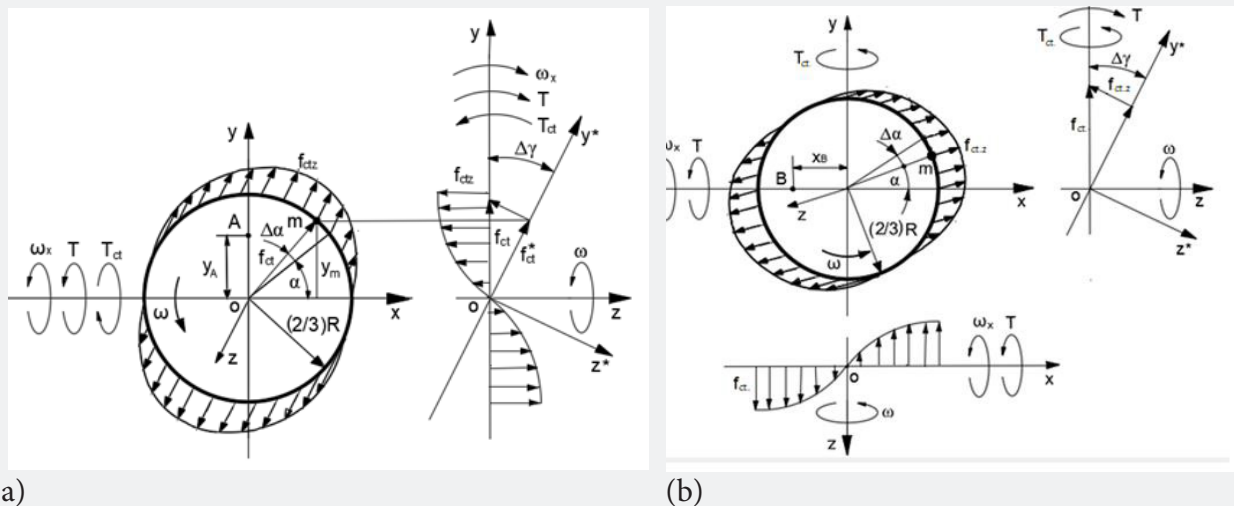 y
ωx
T
Tct
y*
Δγ
y
fctz
fctz
A
m
Δα
fct
fct
f*ct
ωx T Tct
yA
ym
α
ω
ω
o
x
o
z
(2/3)R
z
z*
a)
T
Tct
y
Tct
y*
Δγ
fct.z
fct.
Δα
fct.z
m
xB
α
ωx T
B
ω
x
o
z
z
(2/3)R
ω
z*
ωx T
fct.
o
x
ω
z
(b)